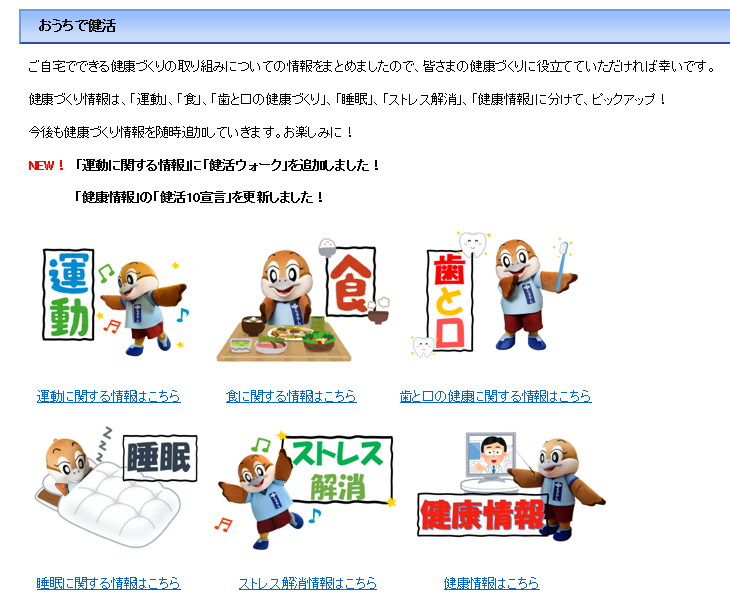 おうちで健活
ご自宅でできる健康づくりの取り組みについての情報をまとめましたので、皆さまの健康づくりに役立てていただければ幸いです。
健康づくり情報は、「運動」、「食」、「歯と口の健康づくり」、「睡眠」、「ストレス解消」、「健康情報」に分けて、ピックアップ！
今後も健康づくり情報を随時追加していきます。お楽しみに！
NEW！ 「運動に関する情報」に「健活ウォーク」を追加しました！
「健康情報」の「健活10宣言」を更新しました！
運動
食
歯と口
運動に関する情報はこちら
食に関する情報はこちら
歯と口の健康に関する情報はこちら
zzz
睡眠
ストレス
解消
健康情報
睡眠に関する情報はこちら
ストレス解消情報はこちら
健康情報はこちら